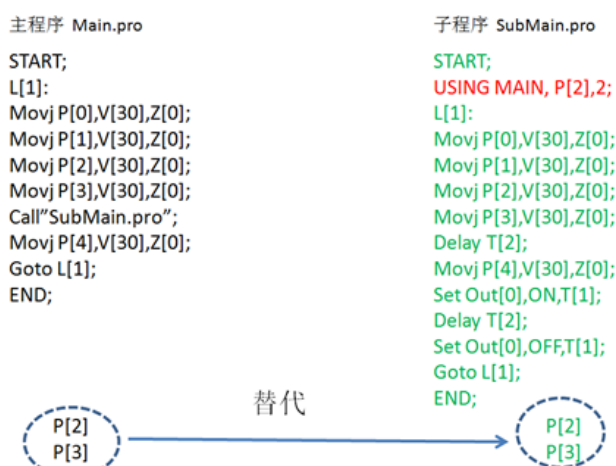 主程序 Main.pro
START;
L[1]:
Movj P[0],V[30],Z[0];
Movj P[1],V[30],Z[0];
Movj P[2],V[30],Z[0];
Movj P[3],V[30],Z[0];
Call”SubMain.pro”;
Movj P[4],V[30],Z[0];
Goto L[1];
END;
子程序 SubMain.pro
START;
USING MAIN, P[2],2;
L[1]:
Movj P[0],V[30],Z[0];
Movj P[1],V[30],Z[0];
Movj P[2],V[30],Z[0];
Movj P[3],V[30],Z[0];
Delay T[2];
Movj P[4],V[30],Z[0];
Set Out[0],ON,T[1];
Delay T[2];
Set Out[0],OFF,T[1];
Goto L[1];
END;
P[2]
P[3]
替代
P[2]
P[3]